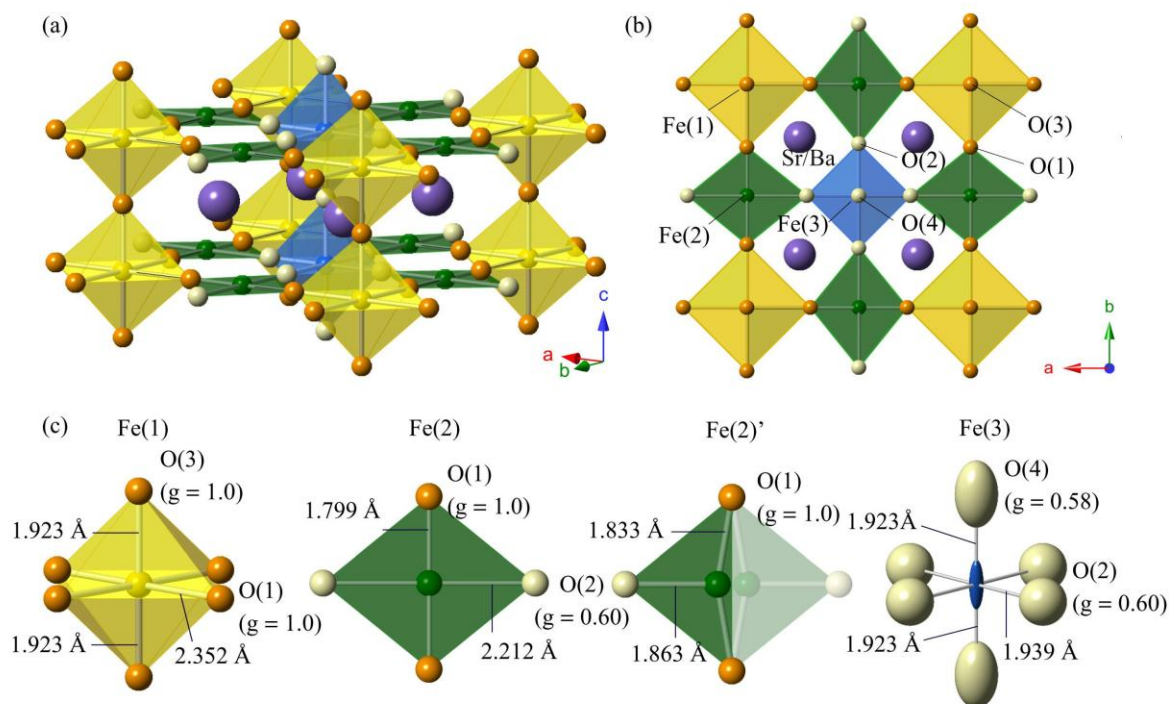 (a)
c
a
b
(b)
Fe(1)
O(3)
Sr/Ba
O(2)
O(1)
Fe(2)
Fe(3)
O(4)
b
a
(c)
Fe(1)
O(3)
(g = 1.0)
1.923 Å
O(1)
(g = 1.0)
1.923 Å
2.352 Å
Fe(2)
O(1)
(g = 1.0)
1.799 Å
O(2)
(g = 0.60)
2.212 Å
Fe(2)’
O(1)
(g = 1.0)
1.833 Å
1.863 Å
Fe(3)
O(4)
(g = 0.58)
1.923Å
O(2)
(g = 0.60)
1.923 Å
1.939 Å